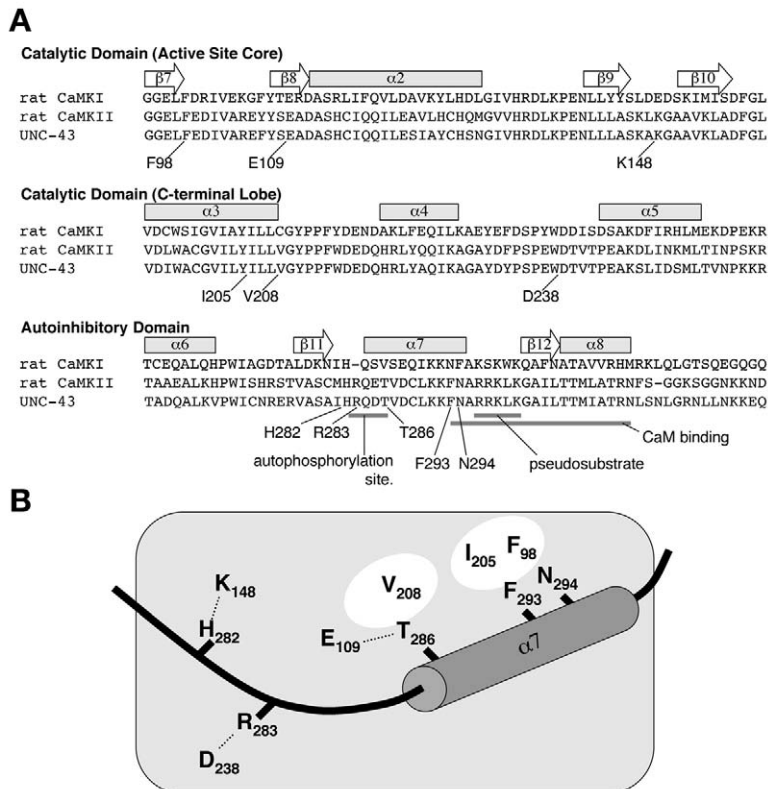 A
Catalytic Domain (Active Site Core)
β7 β8 α2 β9 β10
rat CaMKI GGELFDRIVEKGFYTERDASRLIFQVLDAVKYLHDLGIVHRDLKPENLLYYSLDEDSKIMISDFGL
rat CaMKII GGELFEDIVAREYYSEADASHCIQQILEAVLHCHQMGVVHRDLKPENLLLASKLKGAAVKLADFGL
UNC-43 GGELFEDIVAREFYSEADASHCIQQILESIAYCHSNGIVHRDLKPENLLLASKAKGAAVKLADFGL
F98 E109 K148
Catalytic Domain (C-terminal Lobe)
α3 α4 α5
rat CaMKI VDCWSIGVIAYILLCGYPPFYDENDAKLFEQILKAEYEFDSPYWDDISDSAKDFIRHLMEKDPEKR
rat CaMKII VDLWACGVILYILLVGYPPFWDEDQHRLYQQIKAGAYDFPSPEWDTVTPEAKDLINKMLTINPSKR
UNC-43 VDIWACGVILYILLVGYPPFWDEDQHRLYAQIKAGAYDYPSPEWDTVTPEAKSLIDSMLTVNPKKR
I205 V208 D238
Autoinhibitory Domain
α6 β11 α7 β12 α8
rat CaMKI TCEQALQHPWIAGDTALDKNIH-QSVSEQIKKNFAKSKWKQAFNATAVVRHMRKLQLGTSQEGQGQ
rat CaMKII TAAEALKHPWISHRSTVASCMHRQETVDCLKKFNARRKLKGAILTTMLATRNFS-GGKSGGNKKND
UNC-43 TADQALKVPWICNRERVASAIHRQDTVDCLKKFNARRKLKGAILTTMIATRNLSNLGRNLLNKKEQ
H282 R283 T286 F293 N294 CaM binding
autophosphorylation pseudosubstrate
site.
B
I205 F98
K148 V208 N294
F293
H282 E109 T286
α7
R283
D238